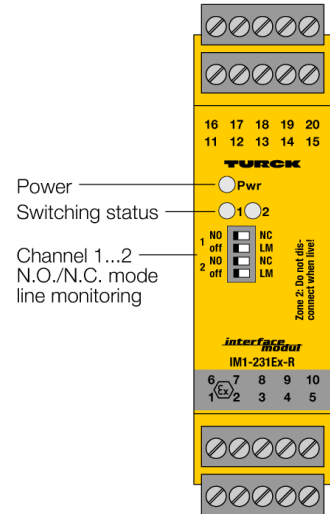 16 17 18 19 20
11 12 13 14 15
TURCK
Power
Pwr
Switching status
1 2
Channel 1...2
N.O./N.C. mode
line monitoring
1 NO NC
off LM
2 NO NC
off LM
Zone 2: Do not dis-
connect when live!
interface
modul
IM1-231Ex-R
6 7 8 9 10
Ex
1 2 3 4 5